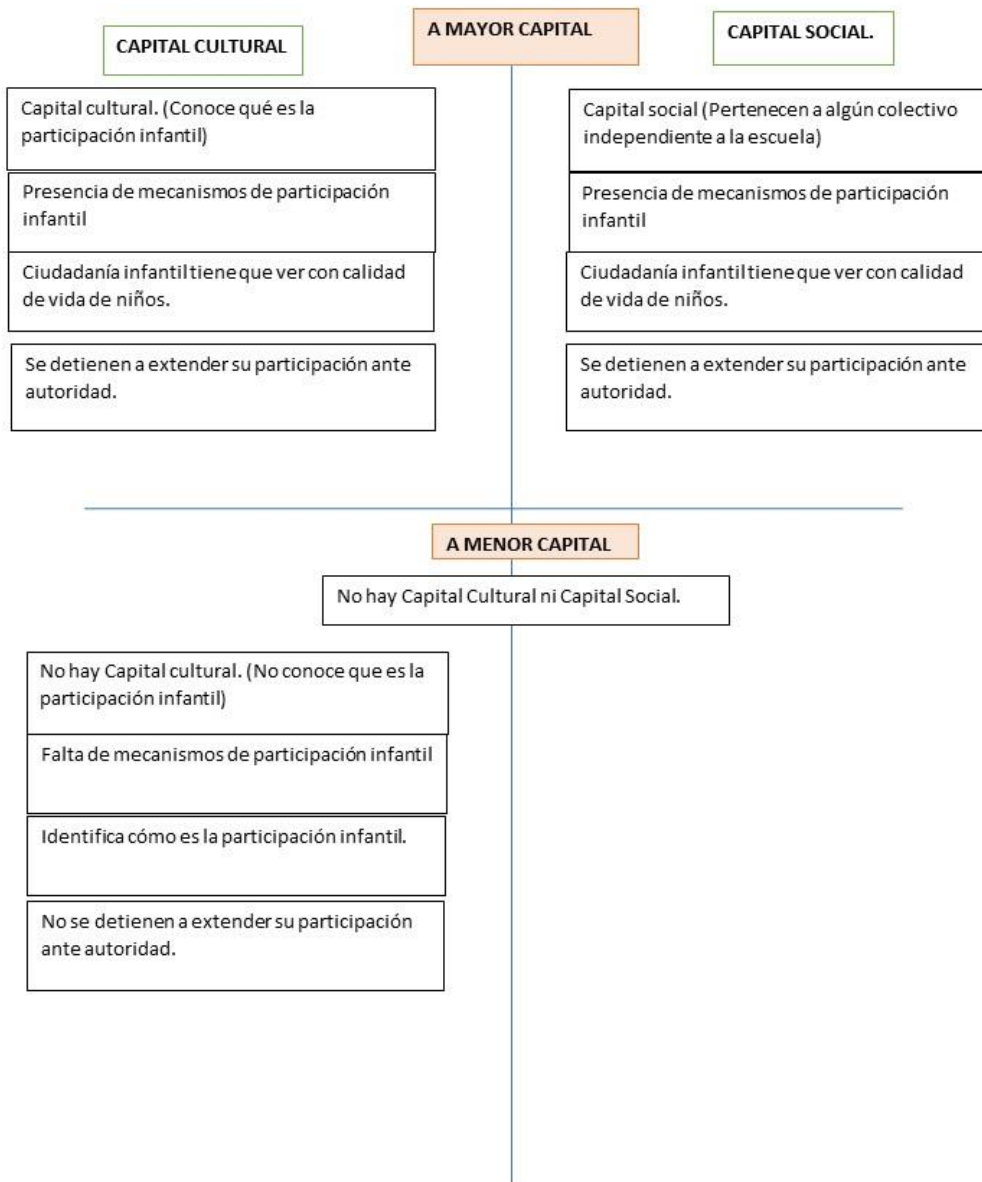 A MAYOR CAPITAL
CAPITAL CULTURAL
CAPITAL SOCIAL.
Capital cultural. (Conoce qué es la
participación infantil)
Presencia de mecanismos de participación
infantil
Ciudadanía infantil tiene que ver con calidad
de vida de niños.
Se detienen a extender su participación ante
autoridad.
Capital social (Pertenecen a algún colectivo
independiente a la escuela)
Presencia de mecanismos de participación
infantil
Ciudadanía infantil tiene que ver con calidad
de vida de niños.
Se detienen a extender su participación ante
autoridad.
A MENOR CAPITAL
No hay Capital Cultural ni Capital Social.
No hay Capital cultural. (No conoce que es la
participación infantil)
Falta de mecanismos de participación infantil
Identifica cómo es la participación infantil.
No se detienen a extender su participación
ante autoridad.